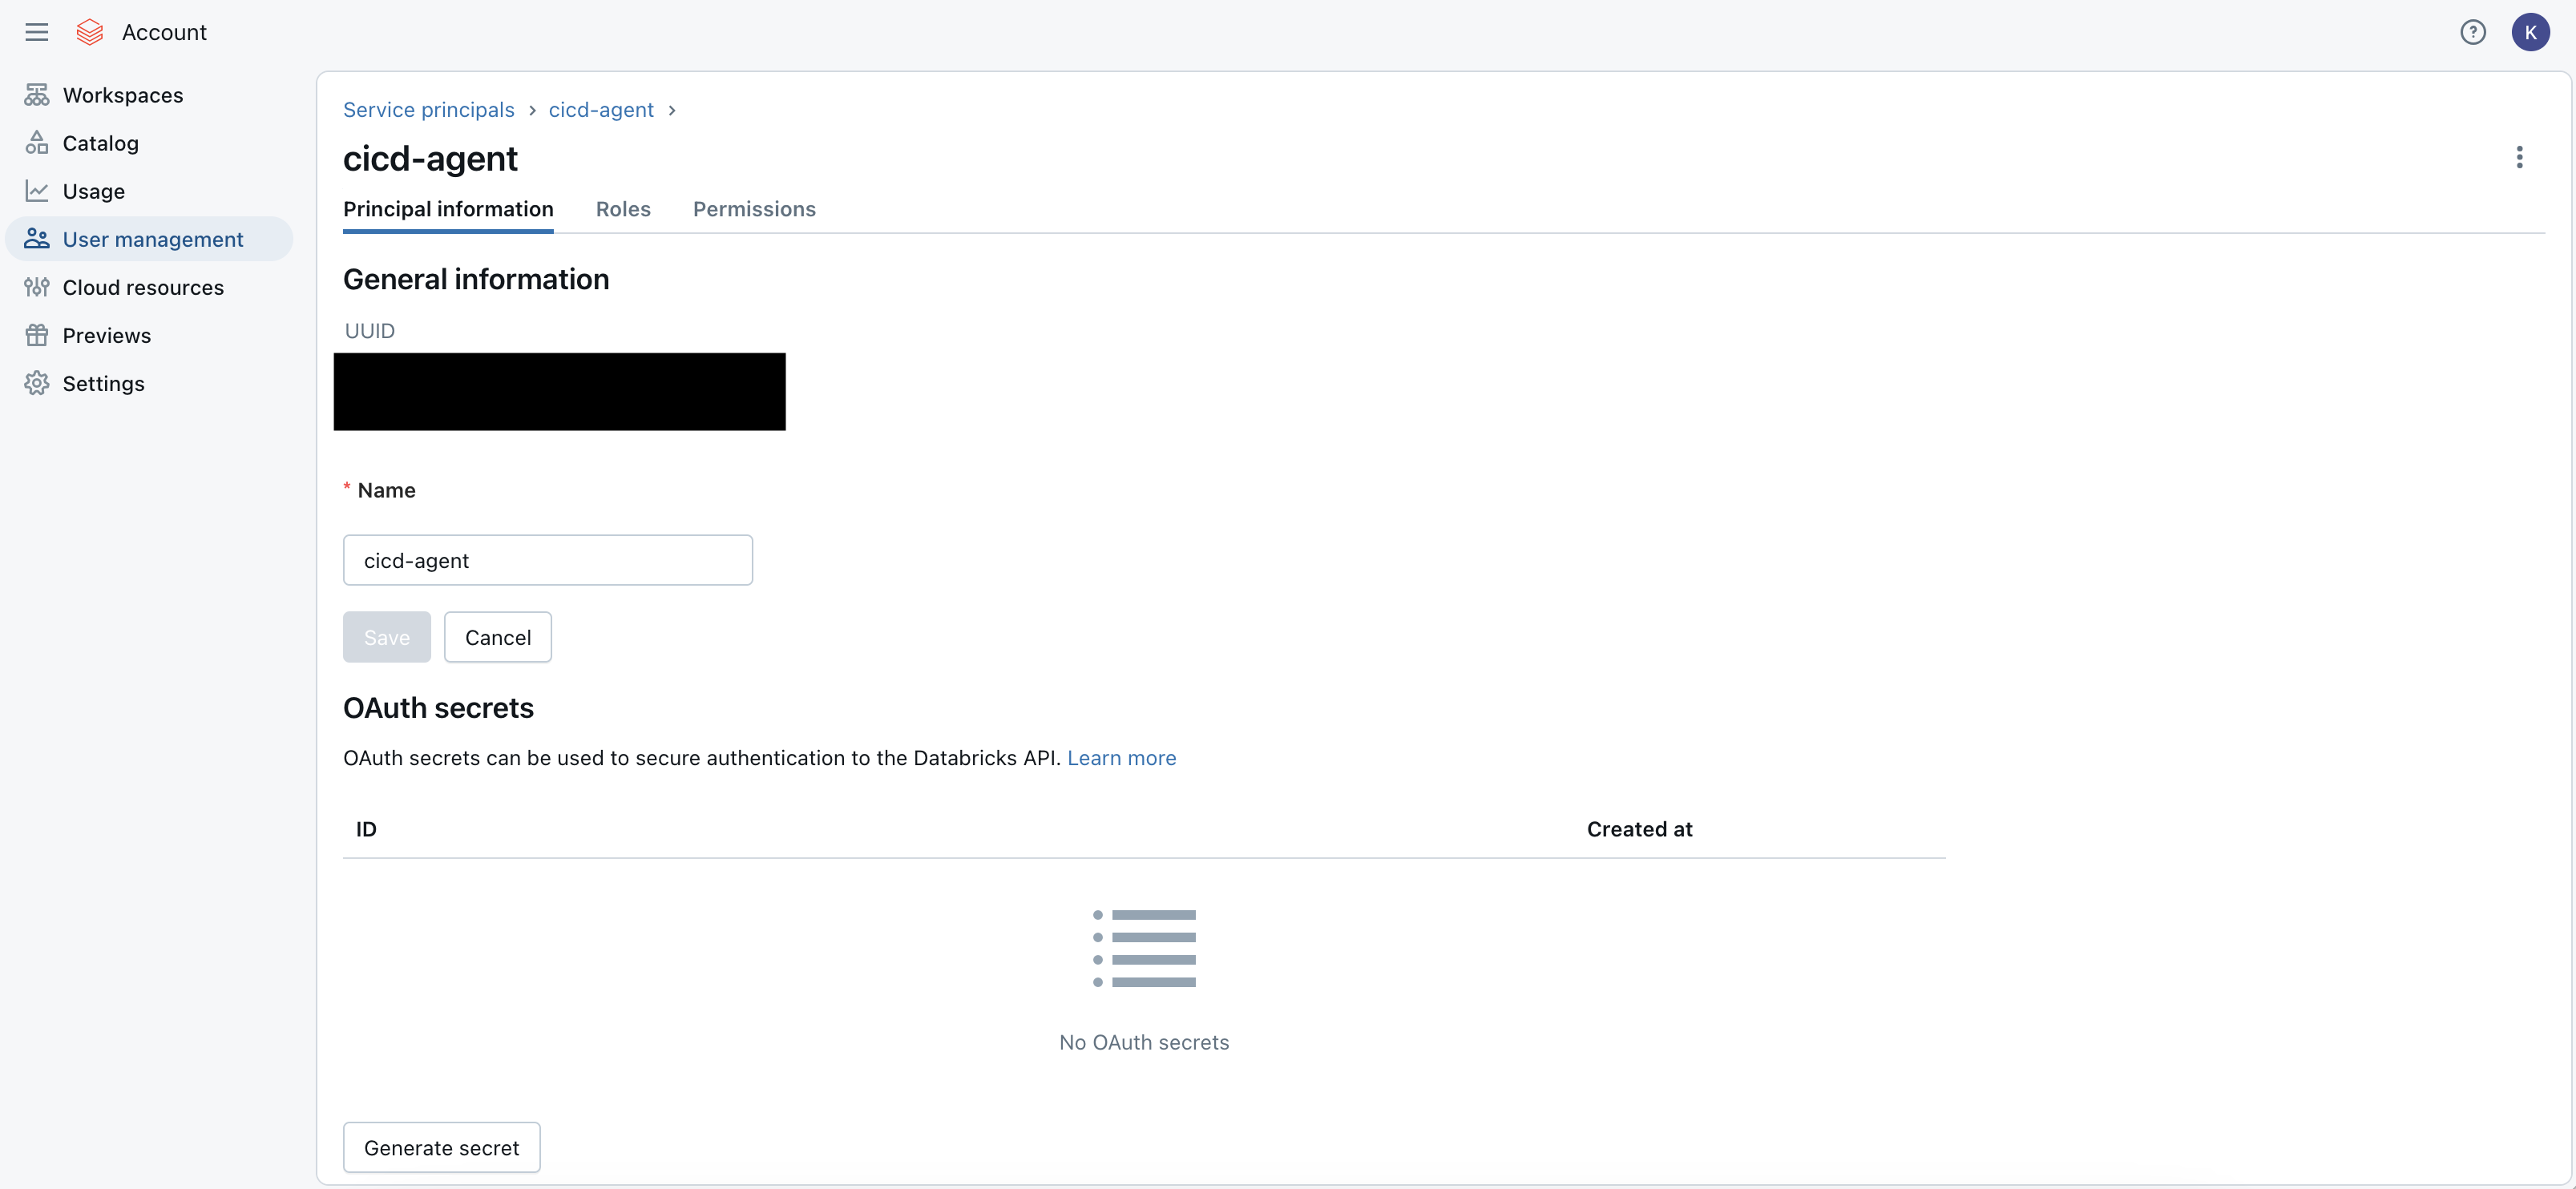 Account
K
Workspaces
Catalog
Usage
User management
Cloud resources
Previews
Settings
Service principals > cicd-agent >
cicd-agent
Principal information Roles Permissions
General information
UUID
* Name
cicd-agent
Save Cancel
OAuth secrets
OAuth secrets can be used to secure authentication to the Databricks API. Learn more
ID Created at
No OAuth secrets
Generate secret